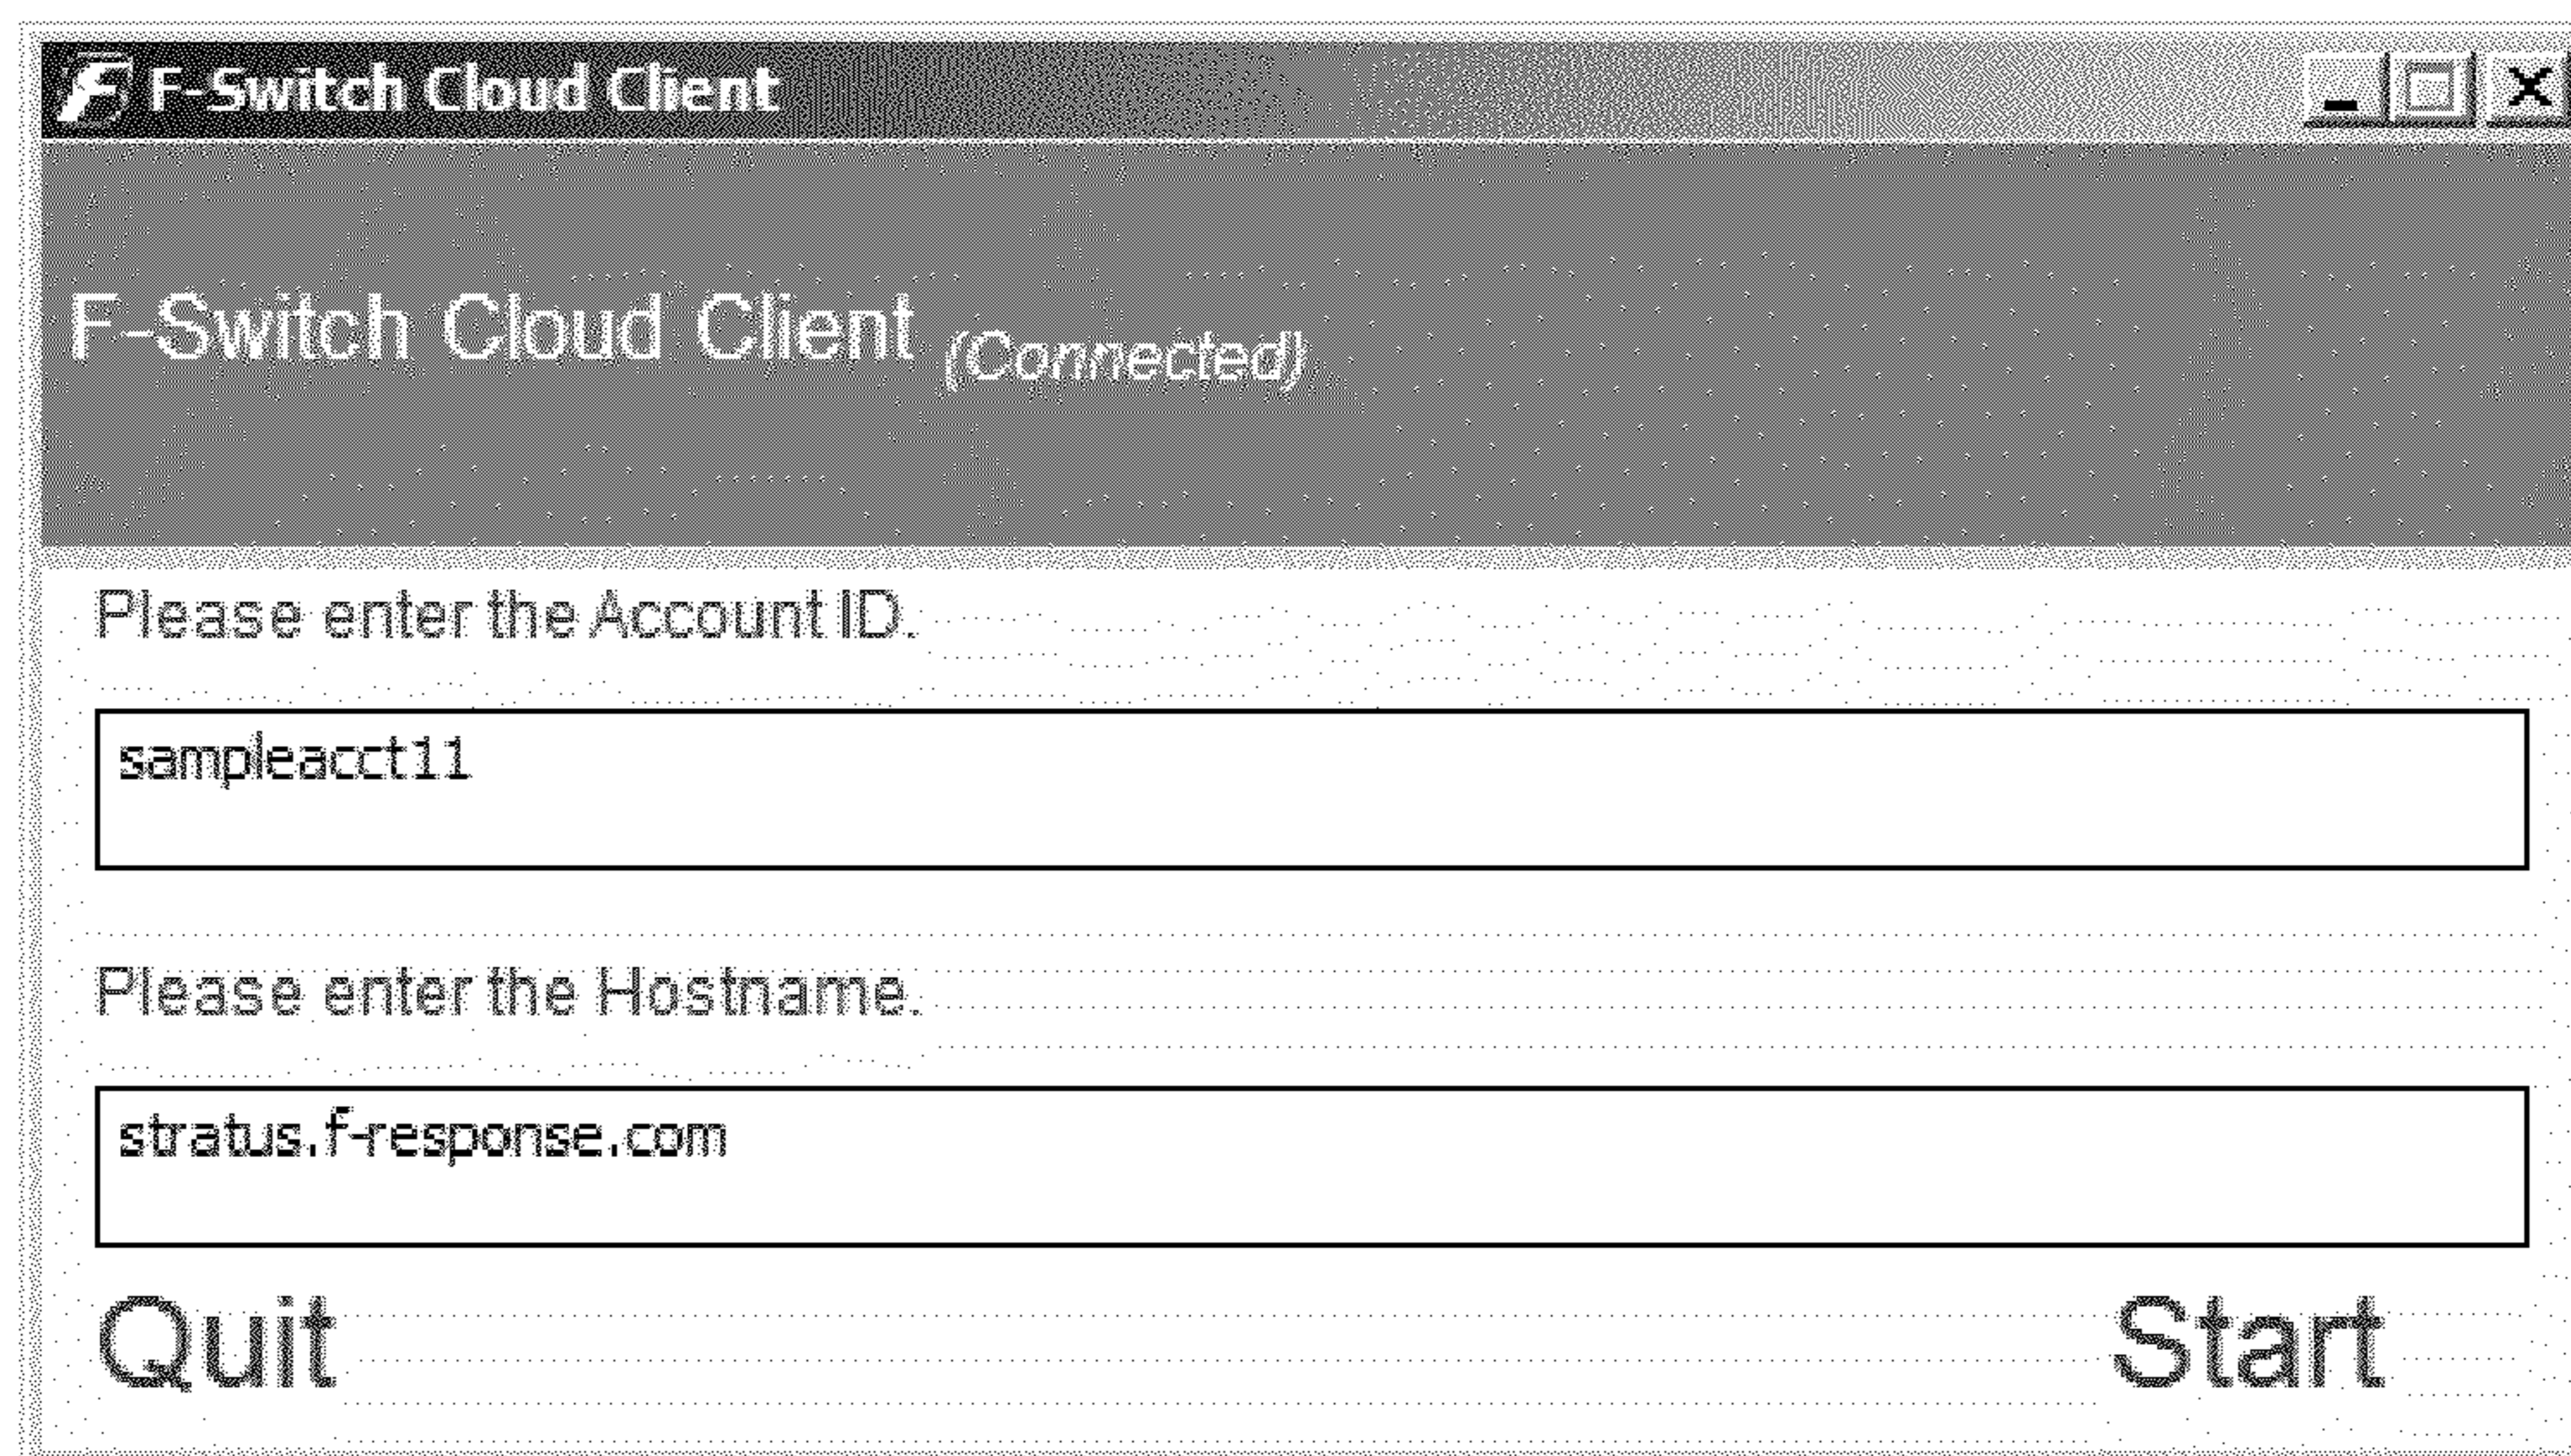 F-Switch Cloud Client
F-Switch Cloud Client (Connected)
Please enter the Account ID.
sampleacct11
Please enter the Hostname.
stratus.f-response.com
Quit Start